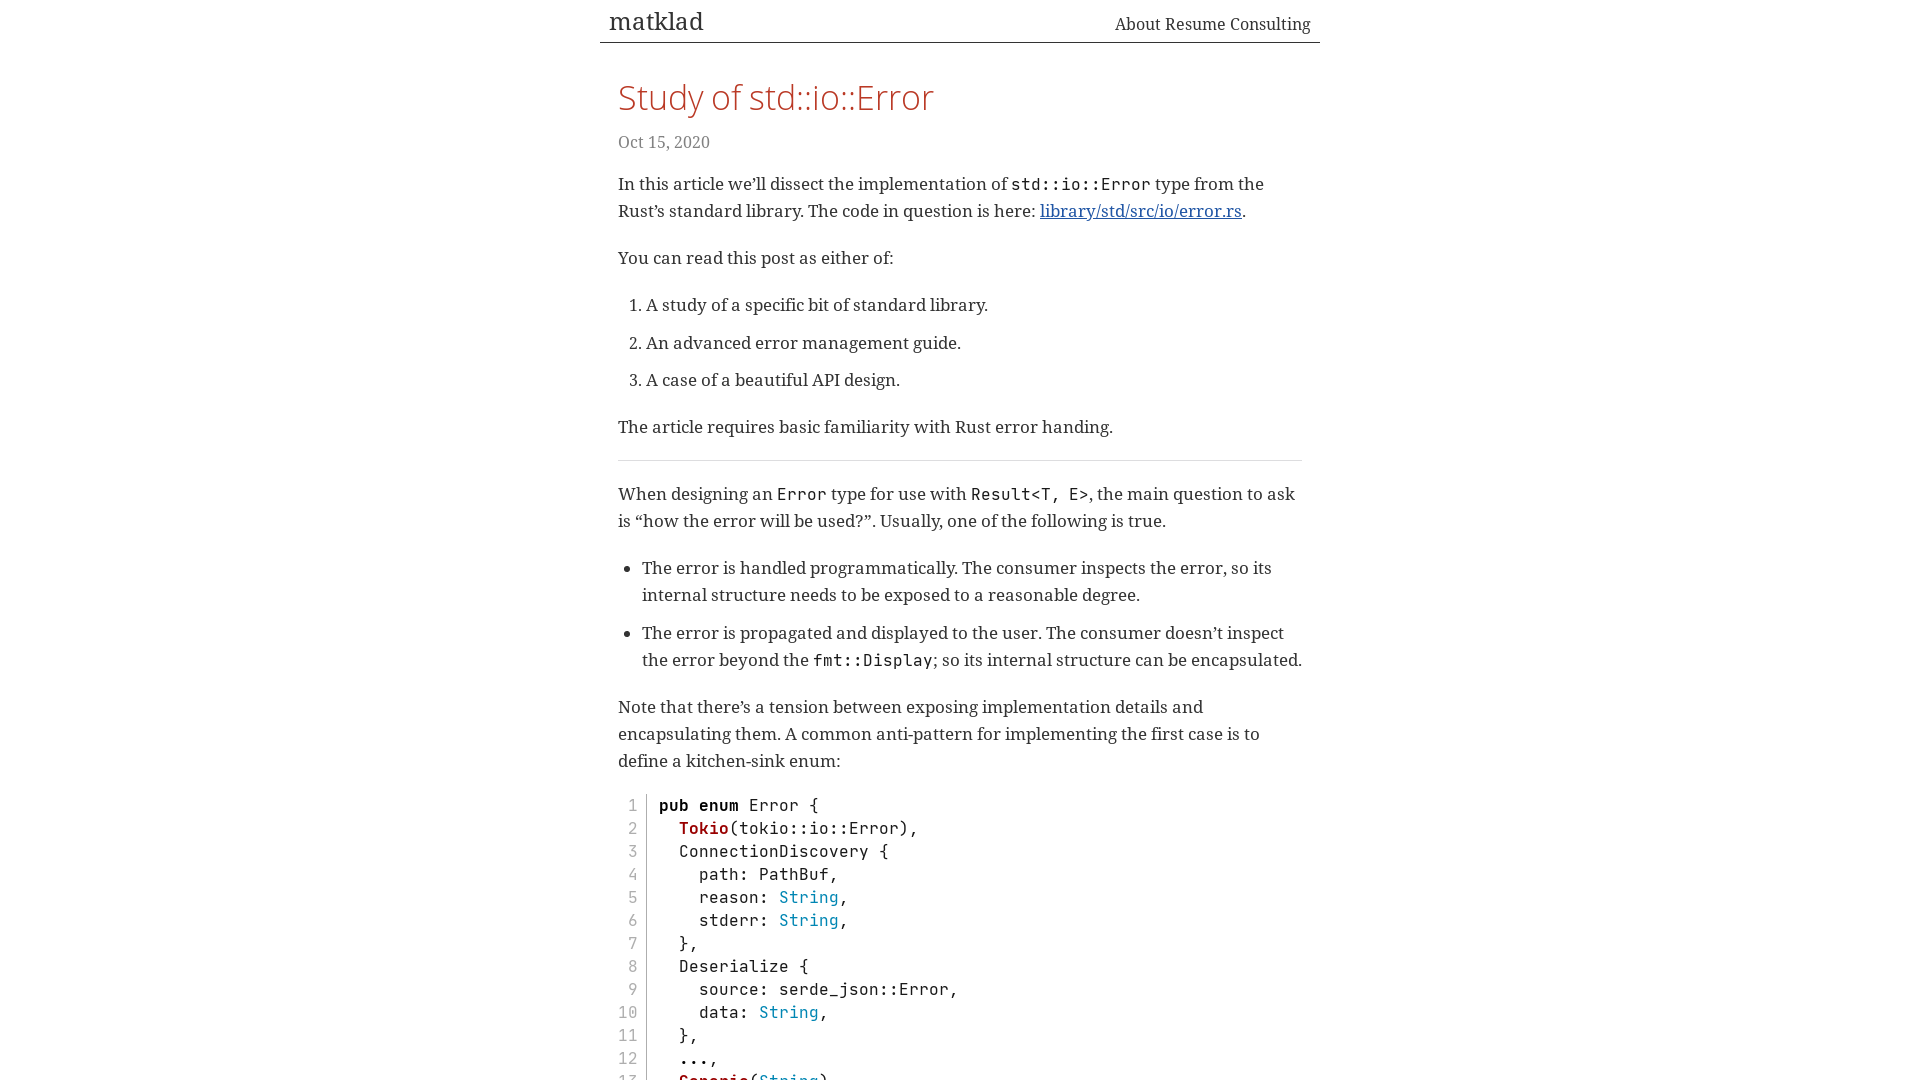 matklad
About Resume Consulting
Study of std::io::Error
Oct 15, 2020
In this article we’ll dissect the implementation of std::io::Error type from the
Rust’s standard library. The code in question is here: library/std/src/io/error.rs.
You can read this post as either of:
1. A study of a specific bit of standard library.
2. An advanced error management guide.
3. A case of a beautiful API design.
The article requires basic familiarity with Rust error handing.
When designing an Error type for use with Result<T, E>, the main question to ask
is “how the error will be used?”. Usually, one of the following is true.
• The error is handled programmatically. The consumer inspects the error, so its
internal structure needs to be exposed to a reasonable degree.
• The error is propagated and displayed to the user. The consumer doesn’t inspect
the error beyond the fmt::Display; so its internal structure can be encapsulated.
Note that there’s a tension between exposing implementation details and
encapsulating them. A common anti-pattern for implementing the first case is to
define a kitchen-sink enum:
1 pub enum Error {
2   Tokio(tokio::io::Error),
3   ConnectionDiscovery {
4     path: PathBuf,
5     reason: String,
6     stderr: String,
7   },
8   Deserialize {
9     source: serde_json::Error,
10     data: String,
11   },
12   ...,
13   Generic(String)